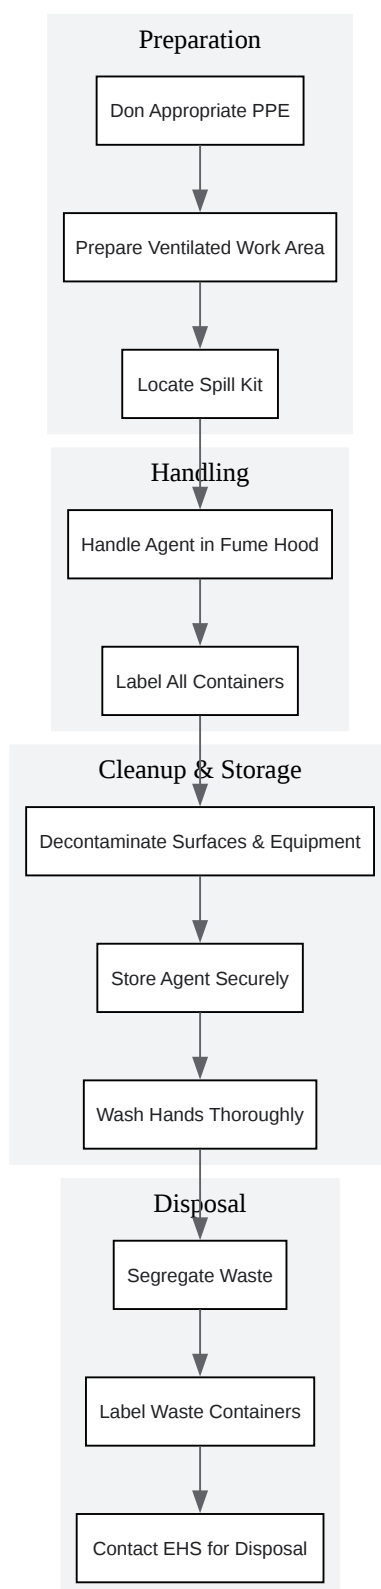 Preparation
Don Appropriate PPE
Prepare Ventilated Work Area
Locate Spill Kit
Handling
Handle Agent in Fume Hood
Label All Containers
Cleanup & Storage
Decontaminate Surfaces & Equipment
Store Agent Securely
Wash Hands Thoroughly
Disposal
Segregate Waste
Label Waste Containers
Contact EHS for Disposal